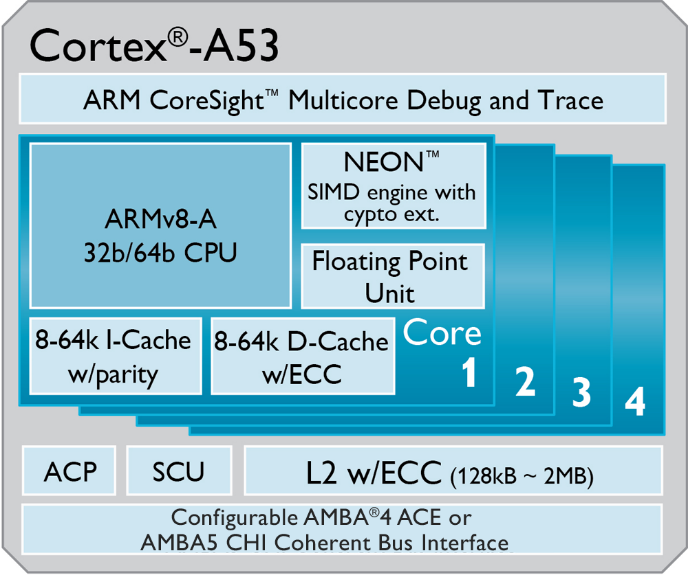 Cortex®-A53
ARM CoreSight™ Multicore Debug and Trace
ARMv8-A
32b/64b CPU
NEON™
SIMD engine with
cypto ext.
Floating Point
Unit
8-64k I-Cache
w/parity
8-64k D-Cache
w/ECC
Core
1
2
3
4
ACP
SCU
L2 w/ECC (128kB ~ 2MB)
Configurable AMBA®4 ACE or
AMBA5 CHI Coherent Bus Interface